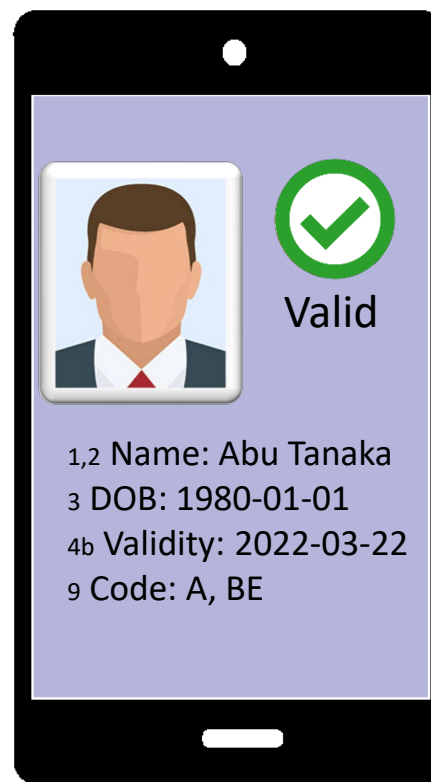 Valid
1,2 Name: Abu Tanaka
3 DOB: 1980-01-01
4b Validity: 2022-03-22
9 Code: A, BE